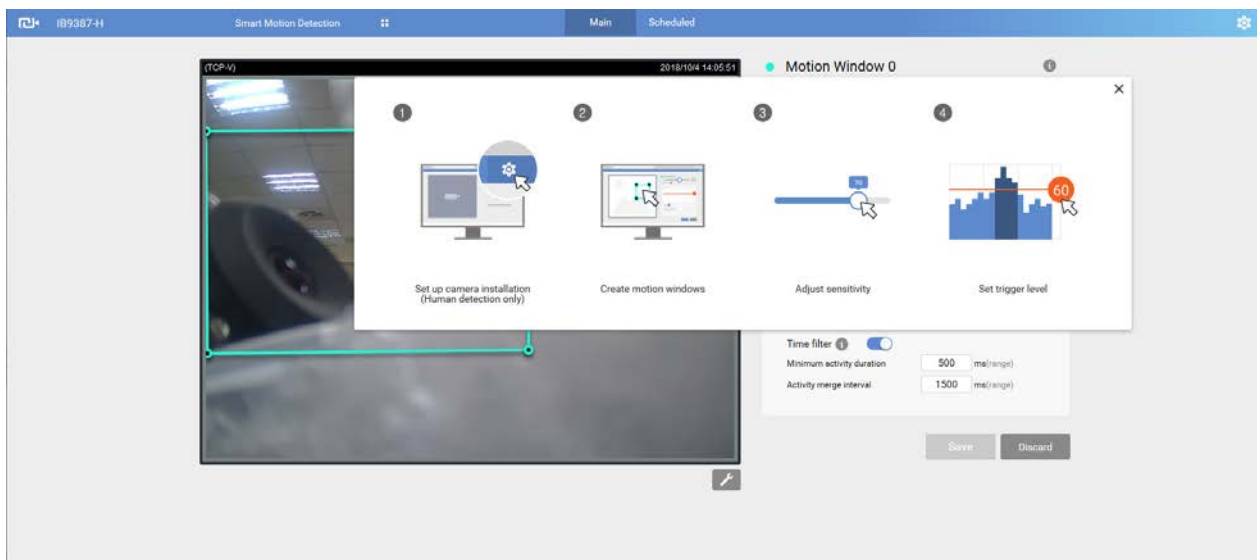 IB9387-H
Smart Motion Detection
Main
Scheduled
(TCP-V)
2018/10/4 14:05:51
Motion Window 0
1
2
3
4
70
60
Set up camera installation
(Human detection only)
Create motion windows
Adjust sensitivity
Set trigger level
Time filter
Minimum activity duration
500
ms(range)
Activity merge interval
1500
ms(range)
Save
Discard